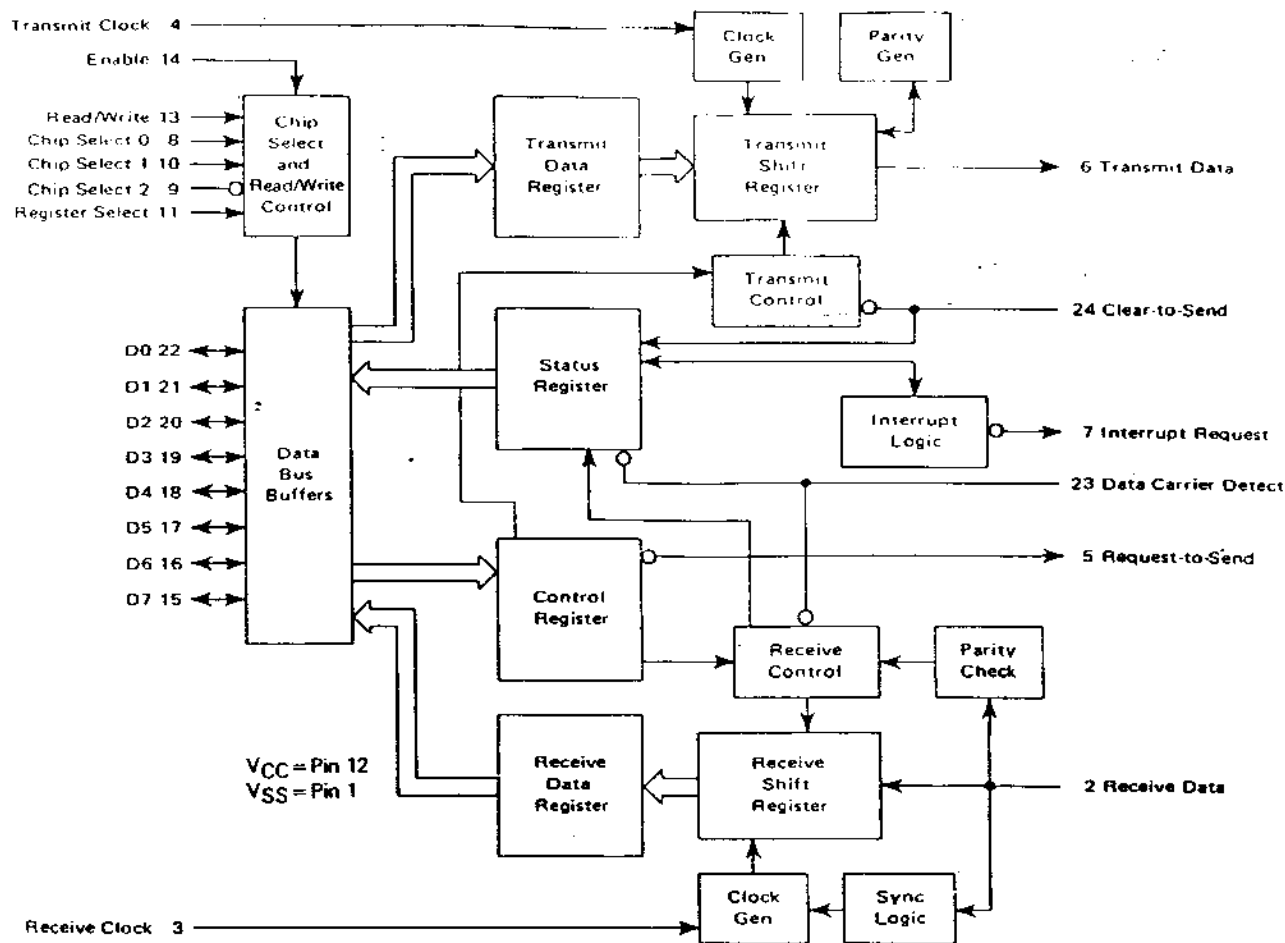 Transmit Clock 4
Clock
Gen
Parity
Gen
Enable 14
Read/Write 13
Chip Select 0 8
Chip Select 1 10
Chip Select 2 9
Register Select 11
Chip
Select
and
Read/Write
Control
Transmit
Data
Register
Transmit
Shift
Register
6 Transmit Data
Transmit
Control
24 Clear-to-Send
D0 22
D1 21
D2 20
D3 19
D4 18
D5 17
D6 16
D7 15
Data
Bus
Buffers
Status
Register
Interrupt
Logic
7 Interrupt Request
23 Data Carrier Detect
5 Request-to-Send
Control
Register
Receive
Control
Parity
Check
VCC = Pin 12
VSS = Pin 1
Receive
Data
Register
Receive
Shift
Register
2 Receive Data
Receive Clock 3
Clock
Gen
Sync
Logic